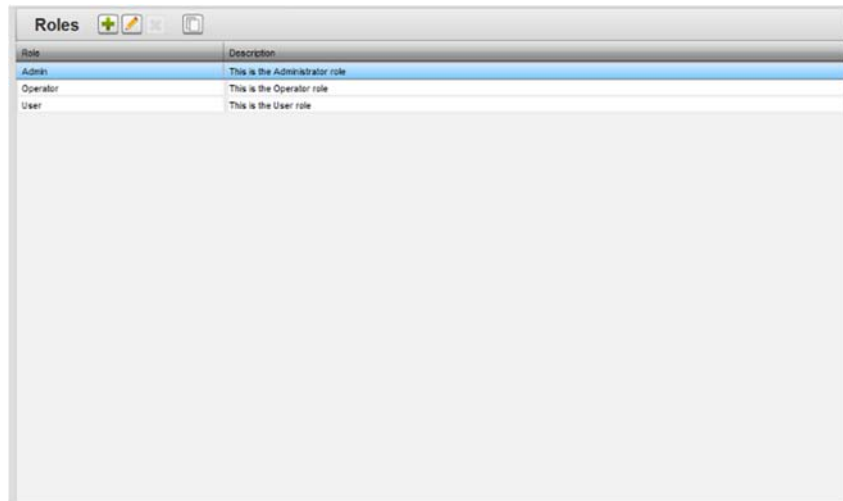 Roles
Role Description
Admin This is the Administrator role
Operator This is the Operator role
User This is the User role